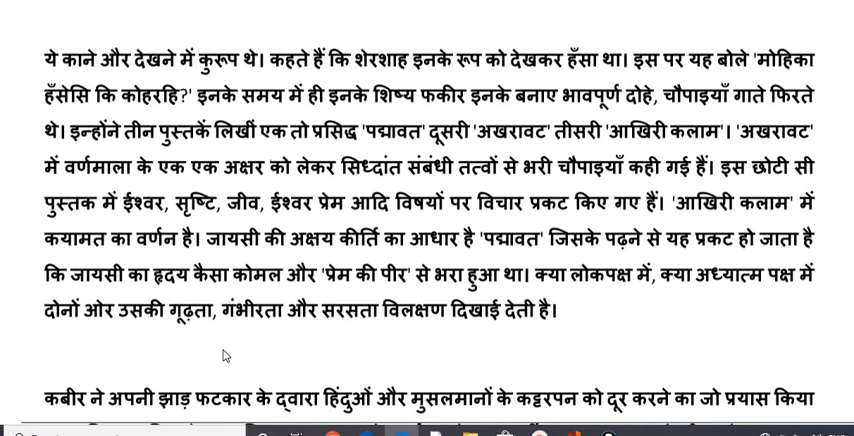 ये काने और देखने में कुरूप थे। कहते हैं कि शेरशाह इनके रूप को देखकर हँसा था। इस पर यह बोले 'मोहिका
हँसेसि कि कोहरहि?' इनके समय में ही इनके शिष्य फकीर इनके बनाए भावपूर्ण दोहे, चौपाइयाँ गाते फिरते
थे। इन्होंने तीन पुस्तकें लिखीं एक तो प्रसिद्ध 'पद्मावत' दूसरी 'अखरावट' तीसरी 'आखिरी कलाम'। 'अखरावट'
में वर्णमाला के एक एक अक्षर को लेकर सिध्दांत संबंधी तत्वों से भरी चौपाइयाँ कही गई हैं। इस छोटी सी
पुस्तक में ईश्वर, सृष्टि, जीव, ईश्वर प्रेम आदि विषयों पर विचार प्रकट किए गए हैं। 'आखिरी कलाम' में
कयामत का वर्णन है। जायसी की अक्षय कीर्ति का आधार है 'पद्मावत' जिसके पढ़ने से यह प्रकट हो जाता है
कि जायसी का हृदय कैसा कोमल और 'प्रेम की पीर' से भरा हुआ था। क्या लोकपक्ष में, क्या अध्यात्म पक्ष में
दोनों ओर उसकी गूढ़ता, गंभीरता और सरसता विलक्षण दिखाई देती है।
कबीर ने अपनी झाड़ फटकार के द्वारा हिंदुओं और मुसलमानों के कट्टरपन को दूर करने का जो प्रयास किया